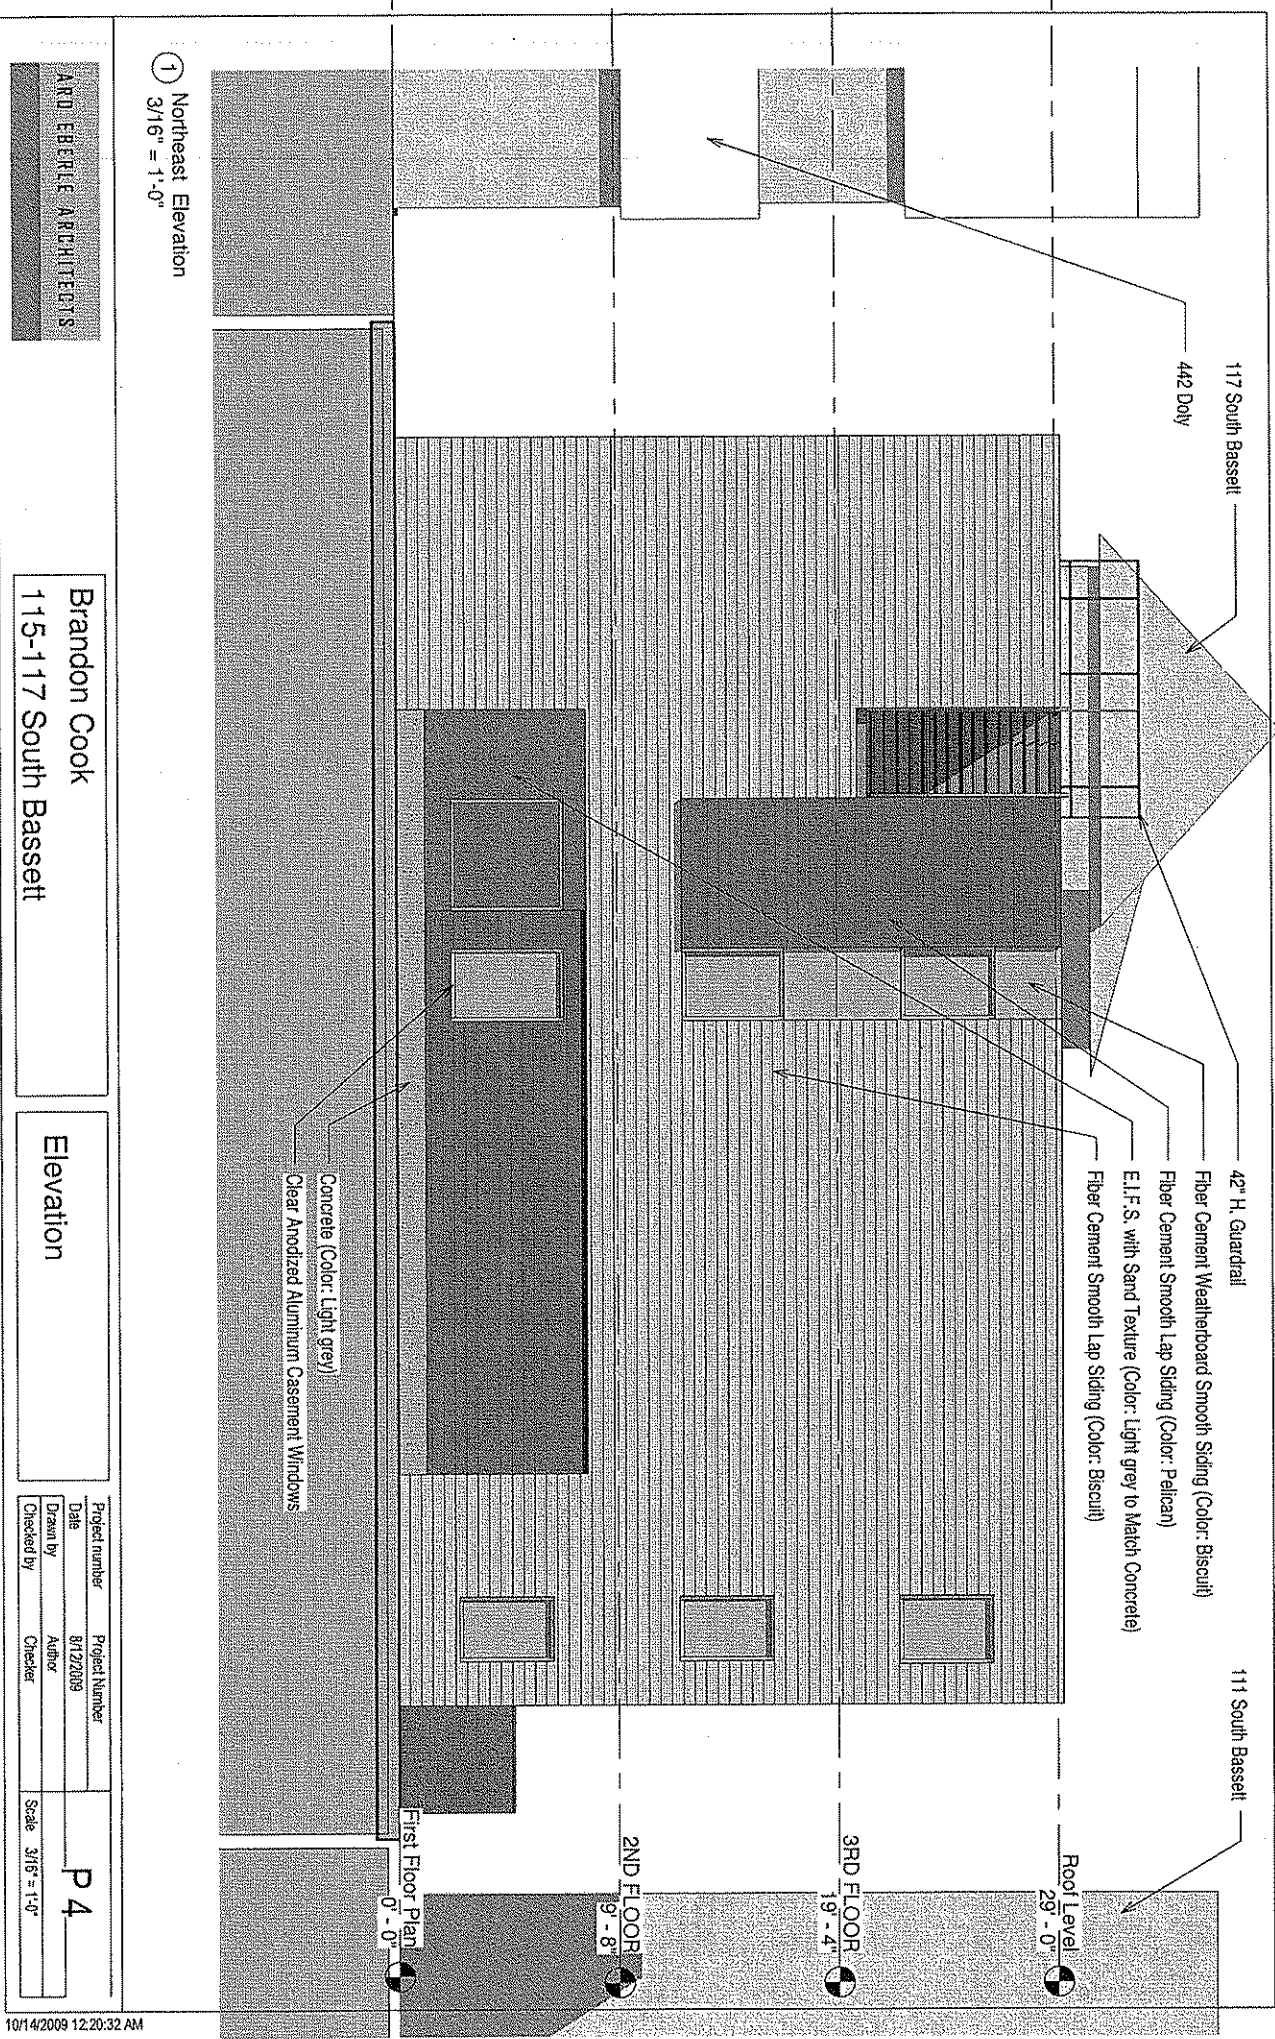 117 South Bassett
442 Doty
42" H. Guardrail
Fiber Cement Weatherboard Smooth Siding (Color: Biscuit)
Fiber Cement Smooth Lap Siding (Color: Pelican)
E.I.F.S. with Sand Texture (Color: Light grey to Match Concrete)
Fiber Cement Smooth Lap Siding (Color: Biscuit)
111 South Bassett
Roof Level
29' - 0"
3RD FLOOR
19' - 4"
2ND FLOOR
9' - 8"
First Floor Plan
0' - 0"
Concrete (Color: Light grey)
Clear Anodized Aluminum Casement Windows
1
Northeast Elevation
3/16" = 1'-0"
ARO EBERLE ARCHITECTS
Brandon Cook
115-117 South Bassett
Elevation
Project number Project Number
Date 8/12/2009
Drawn by Author
Checked by Checker
P 4
Scale 3/16" = 1'-0"
10/14/2009 12:20:32 AM